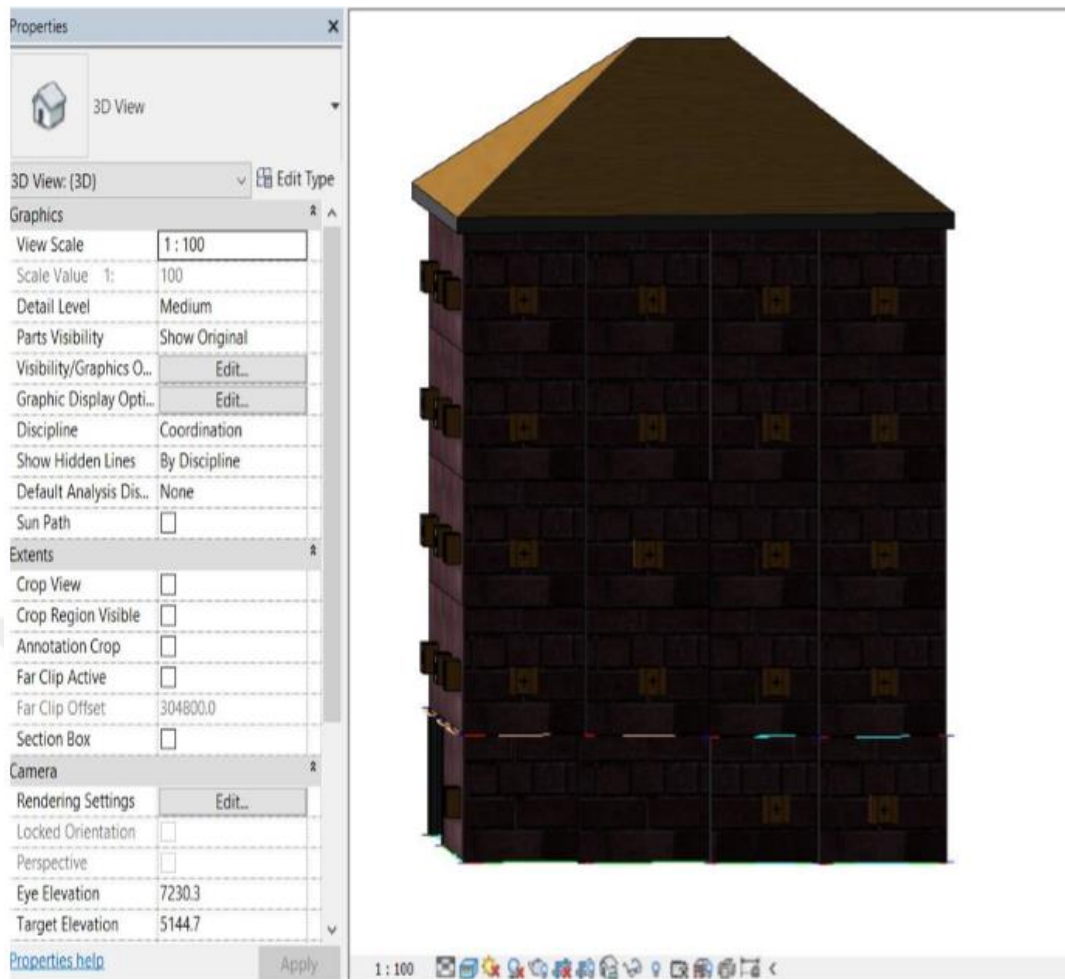 Properties X
3D View
3D View: {3D} Edit Type
Graphics
View Scale 1 : 100
Scale Value 1: 100
Detail Level Medium
Parts Visibility Show Original
Visibility/Graphics O... Edit...
Graphic Display Opti... Edit...
Discipline Coordination
Show Hidden Lines By Discipline
Default Analysis Dis... None
Sun Path
Extents
Crop View
Crop Region Visible
Annotation Crop
Far Clip Active
Far Clip Offset 304800.0
Section Box
Camera
Rendering Settings Edit...
Locked Orientation
Perspective
Eye Elevation 7230.3
Target Elevation 5144.7
Properties help Apply
1 : 100